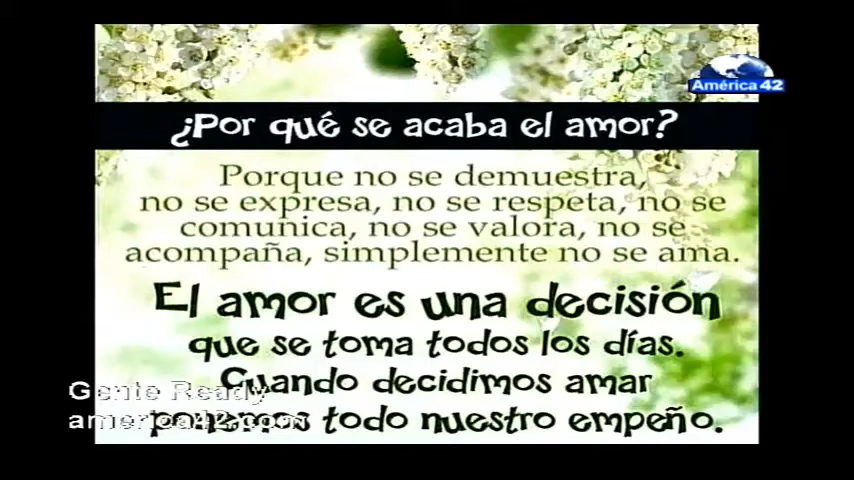 América 42
¿Por qué se acaba el amor?
Porque no se demuestra,
no se expresa, no se respeta, no se
comunica, no se valora, no se
acompaña, simplemente no se ama.
El amor es una decisión
que se toma todos los días.
Cuando decidimos amar
ponemos todo nuestro empeño.
Gente Ready
america42.com